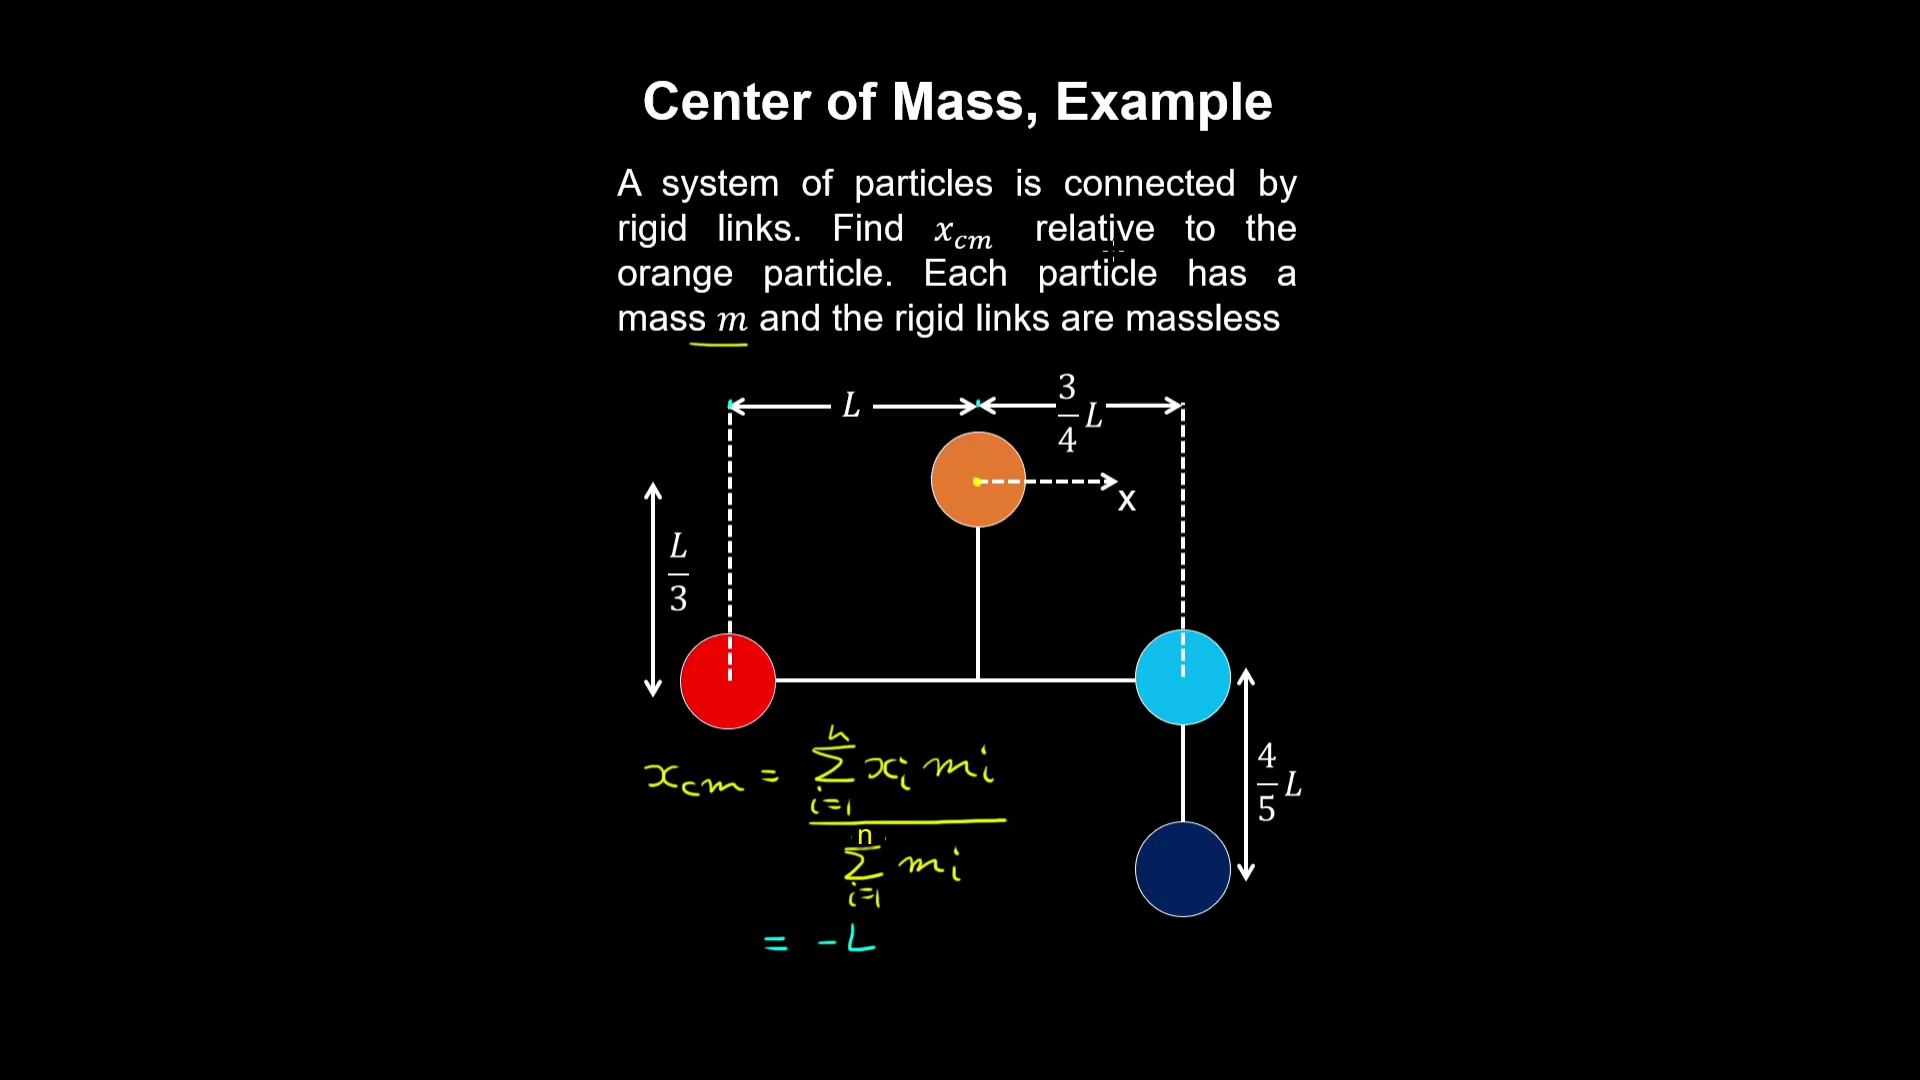 Center of Mass, Example
A system of particles is connected by
rigid links. Find x_cm relative to the
orange particle. Each particle has a
mass m and the rigid links are massless
L
3/4 L
x
L/3
4/5 L
x_cm = ∑_{i=1}^{n} x_i m_i / ∑_{i=1}^{n} m_i
= -L